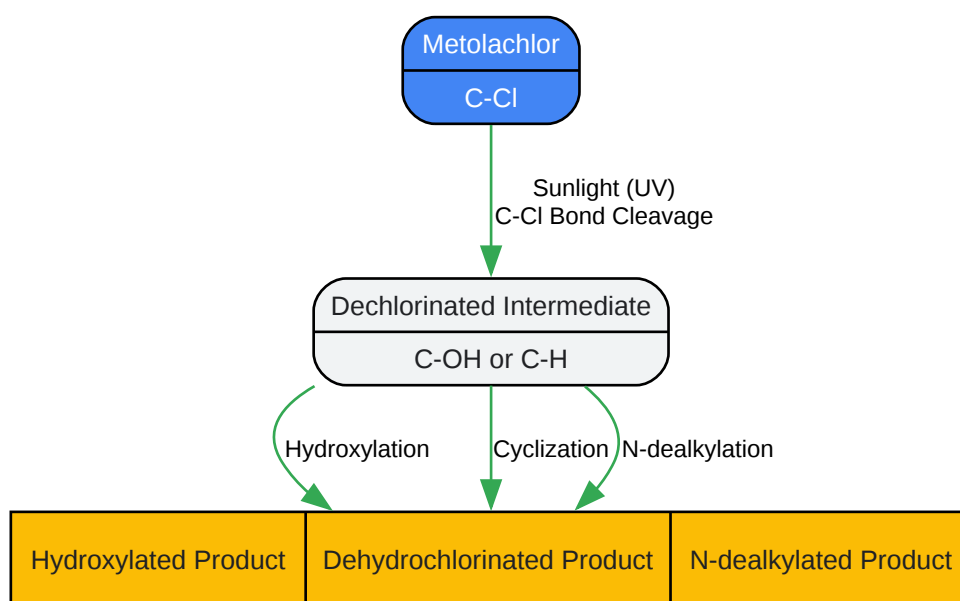 Metolachlor
C-Cl
Sunlight (UV)
C-Cl Bond Cleavage
Dechlorinated Intermediate
C-OH or C-H
Hydroxylation
Cyclization
N-dealkylation
Hydroxylated Product
Dehydrochlorinated Product
N-dealkylated Product